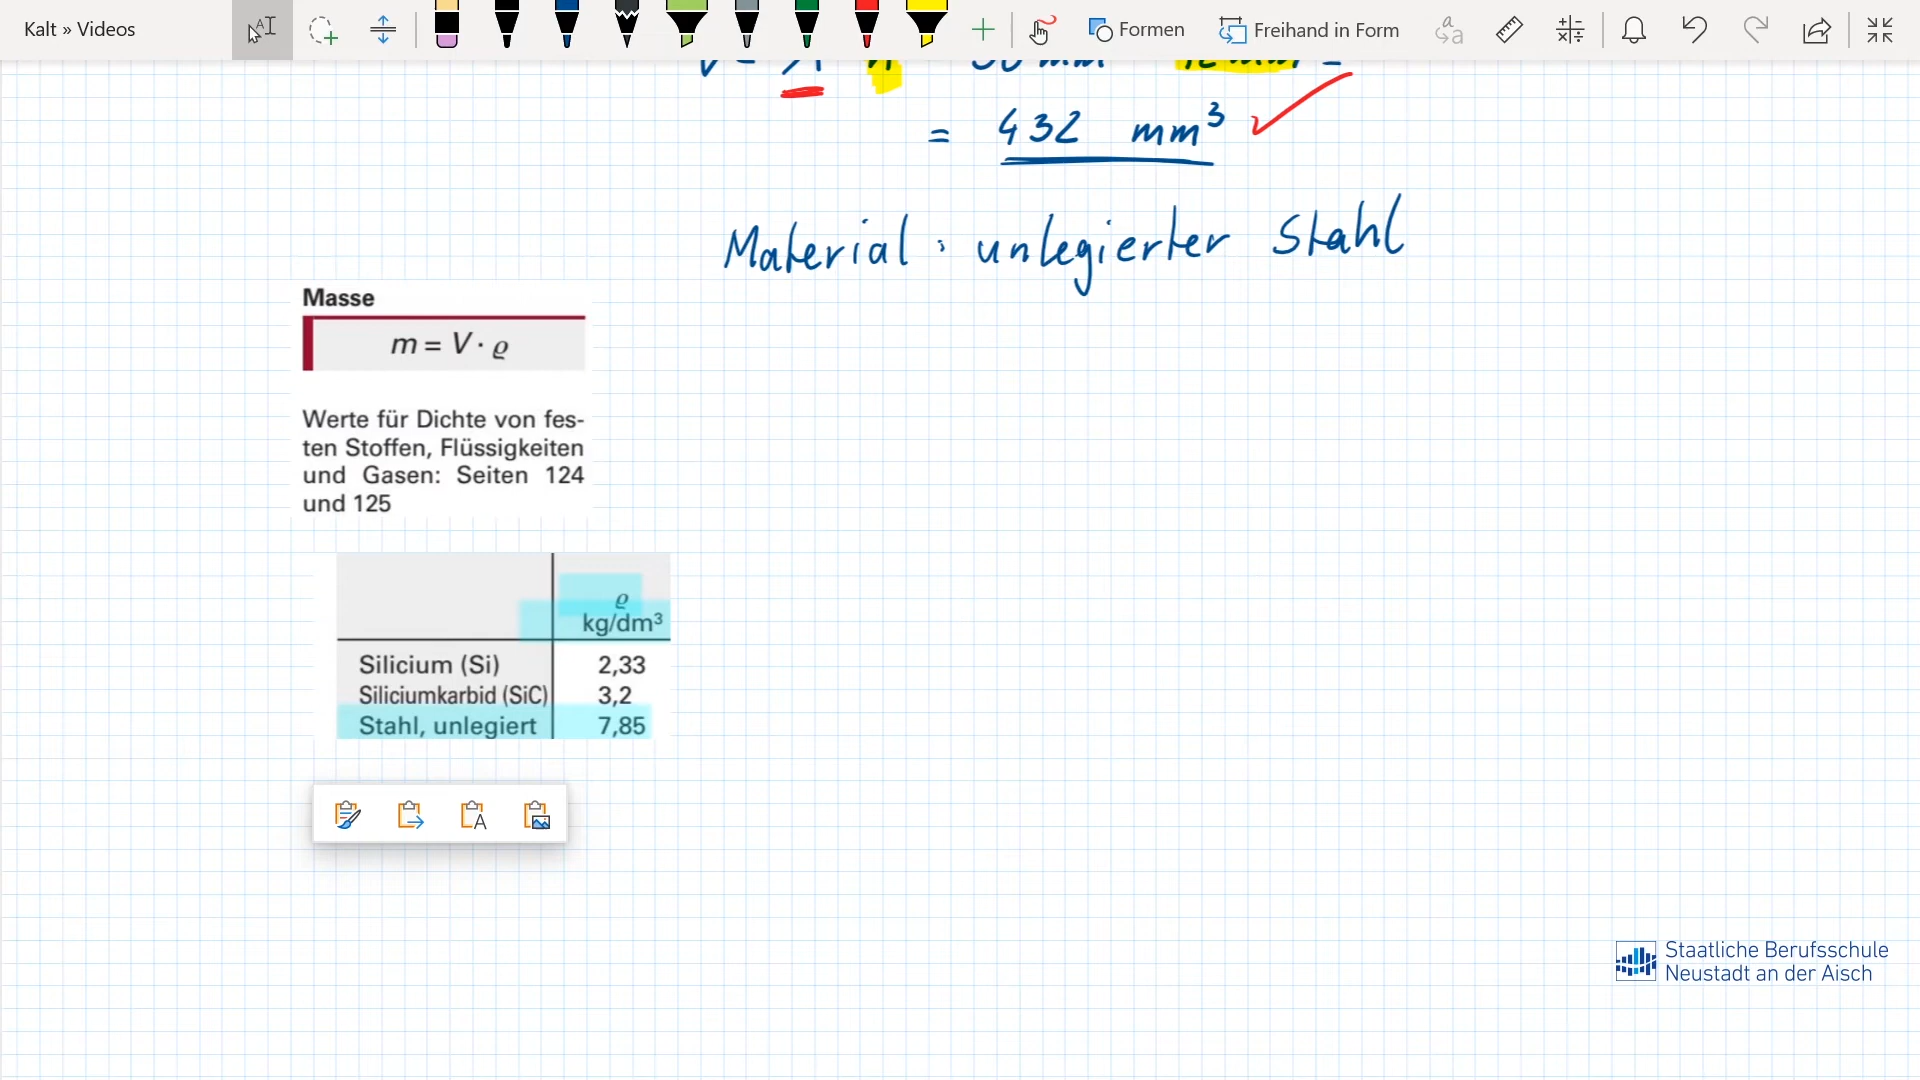 Kalt » Videos
Formen
Freihand in Form
= 432 mm³
Material: unlegierter Stahl
Masse
m = V · ϱ
Werte für Dichte von fes-
ten Stoffen, Flüssigkeiten
und Gasen: Seiten 124
und 125
ϱ
kg/dm³
Silicium (Si) 2,33
Siliciumkarbid (SiC) 3,2
Stahl, unlegiert 7,85
Staatliche Berufsschule
Neustadt an der Aisch